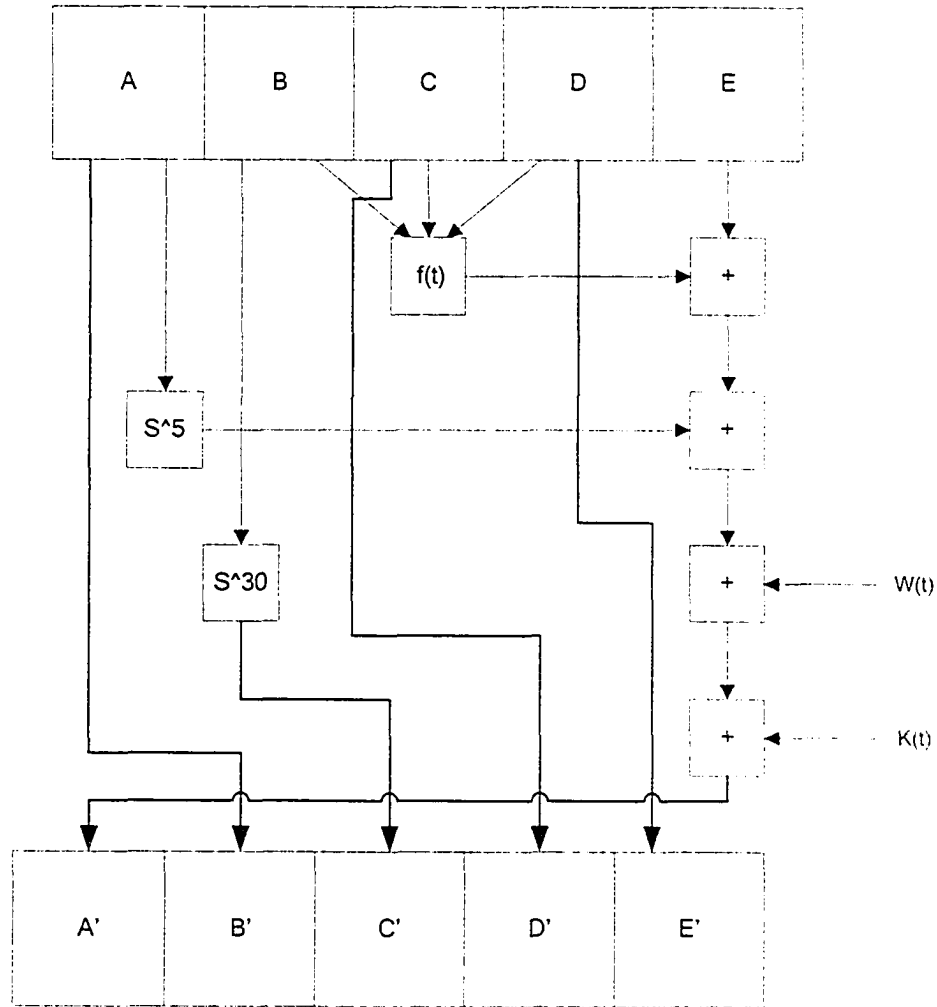 A B C D E
f(t) +
S^5 +
S^30 + W(t)
+ K(t)
A' B' C' D' E'